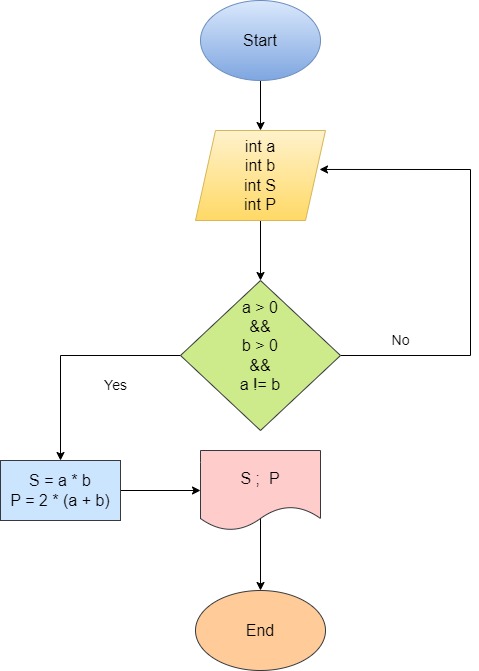 Start
int a
int b
int S
int P
a > 0
&&
b > 0
&&
a != b
No
Yes
S = a * b
P = 2 * (a + b)
S ; P
End